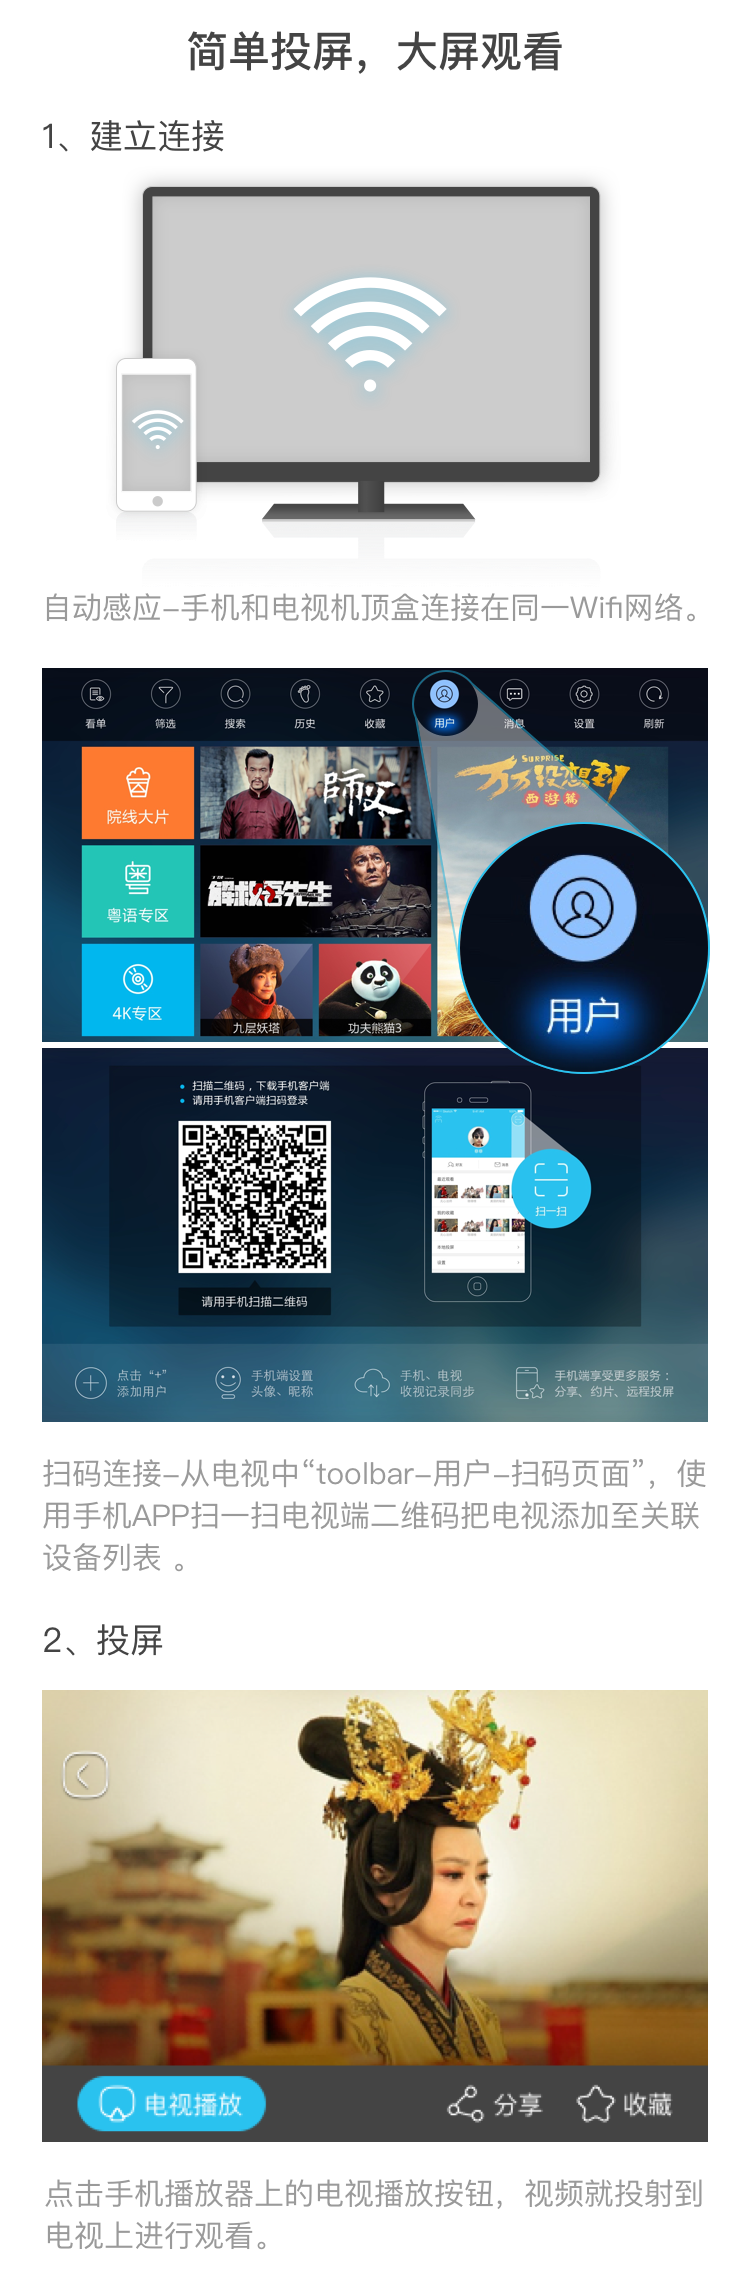 简单投屏，大屏观看
1、建立连接
自动感应-手机和电视机顶盒连接在同一Wifi网络。
看单 筛选 搜索 历史 收藏 用户 消息 设置 刷新
院线大片
師父
SURPRISE
万万没想到
西游篇
粤语专区
解救吾先生
用户
4K专区
九层妖塔
功夫熊猫3
扫描二维码，下载手机客户端
请用手机客户端扫码登录
扫一扫
请用手机扫描二维码
点击 “+”
添加用户
手机端设置
头像、昵称
手机、电视
收视记录同步
手机端享受更多服务：
分享、约片、远程投屏
扫码连接-从电视中“toolbar-用户-扫码页面”，使
用手机APP扫一扫电视端二维码把电视添加至关联
设备列表 。
2、投屏
电视播放 分享 收藏
点击手机播放器上的电视播放按钮，视频就投射到
电视上进行观看。